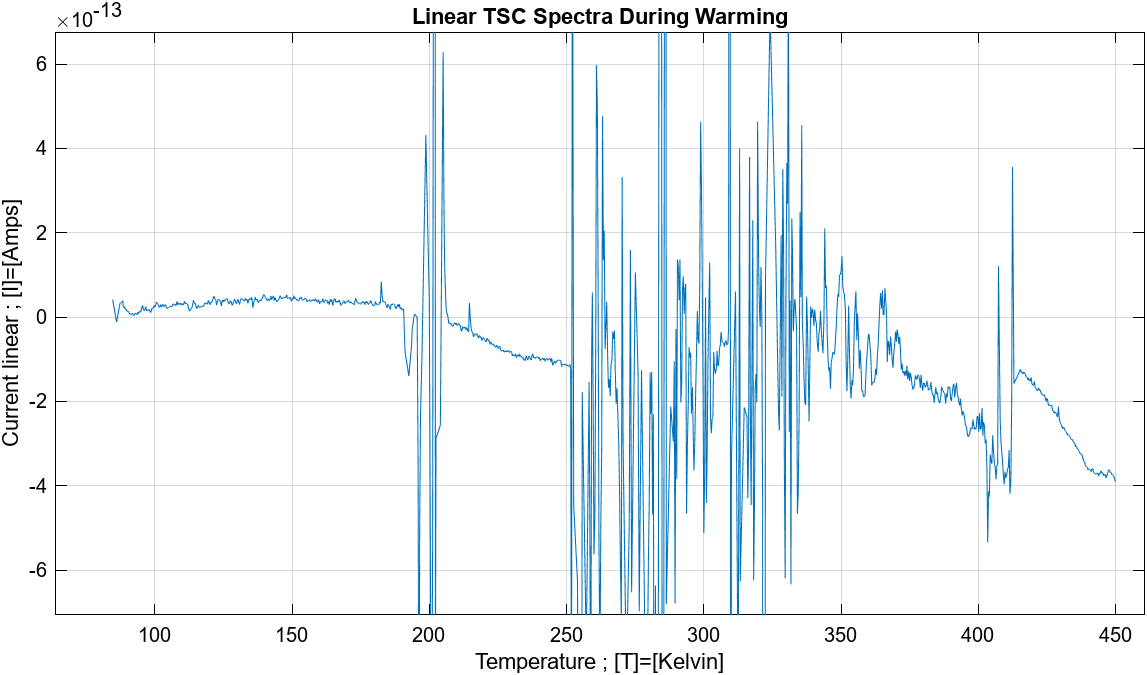 Linear TSC Spectra During Warming
×10-13
6
4
2
0
-2
-4
-6
Current linear ; [I]=[Amps]
100 150 200 250 300 350 400 450
Temperature ; [T]=[Kelvin]